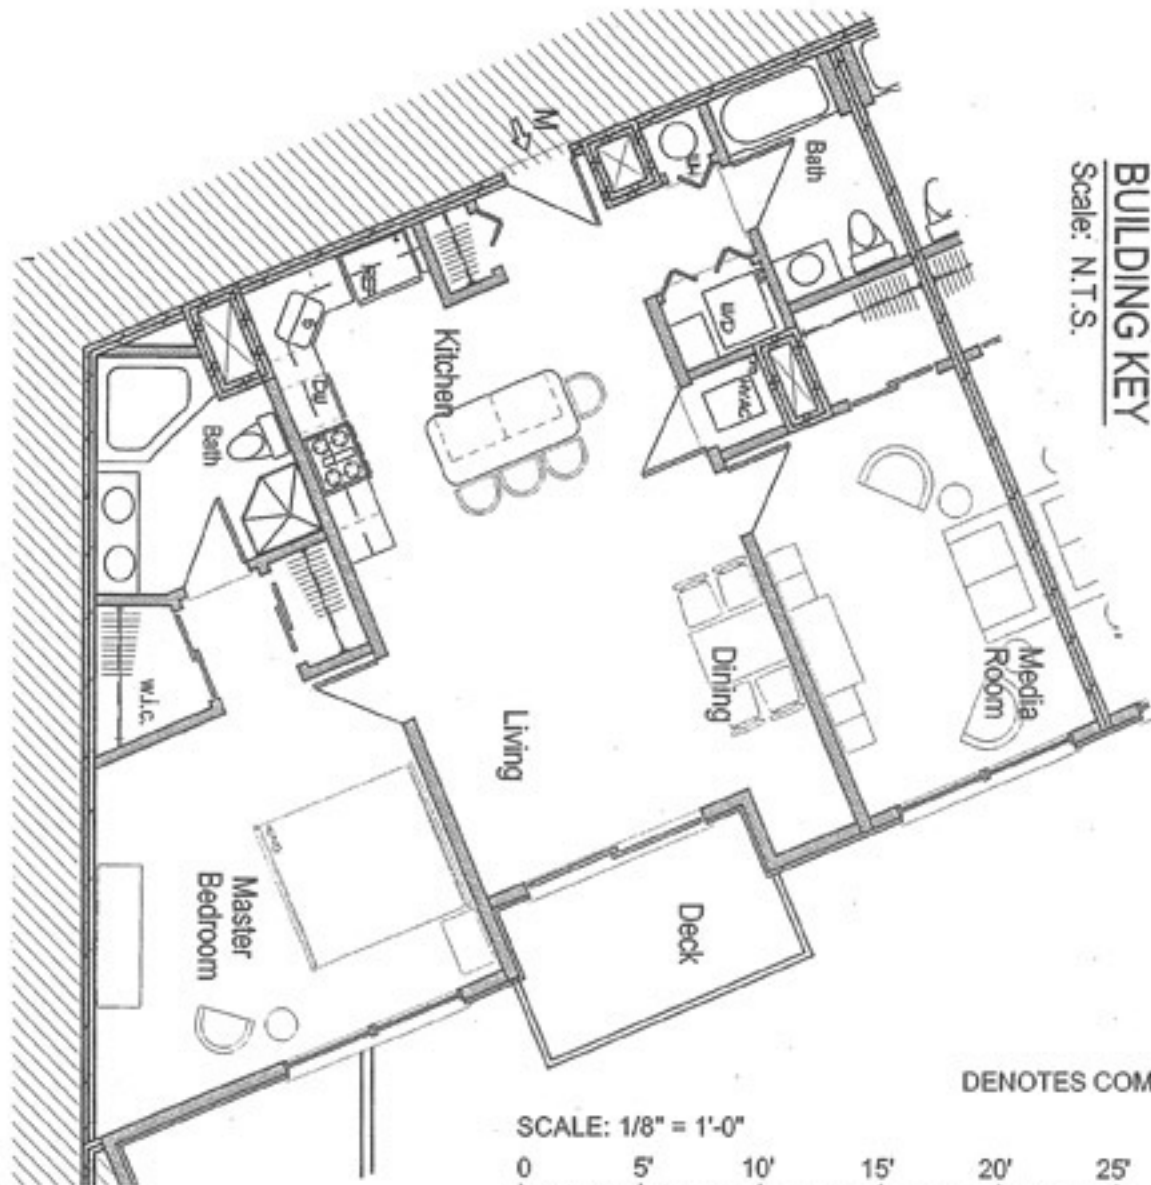 BUILDING KEY
Scale: N.T.S.
M
Bath
W/D
HVAC
Kitchen
DW
Bath
Media
Room
Dining
w.i.c.
Living
Master
Bedroom
Deck
DENOTES COM
SCALE: 1/8" = 1'-0"
0 5' 10' 15' 20' 25'